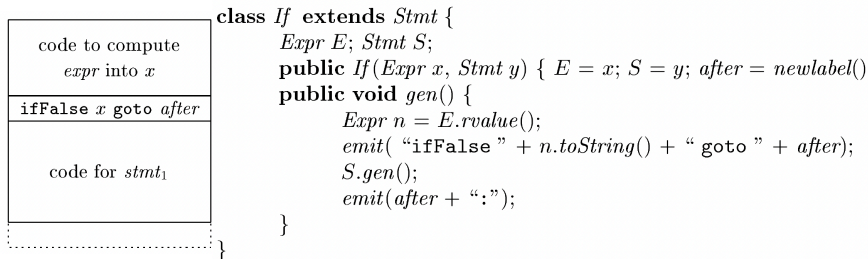 code to compute
expr into x
ifFalse x goto after
code for stmt₁
class If extends Stmt {
Expr E; Stmt S;
public If(Expr x, Stmt y) { E = x; S = y; after = newlabel()
public void gen() {
Expr n = E.rvalue();
emit( “ifFalse ” + n.toString() + “ goto ” + after);
S.gen();
emit(after + “:”);
}
}